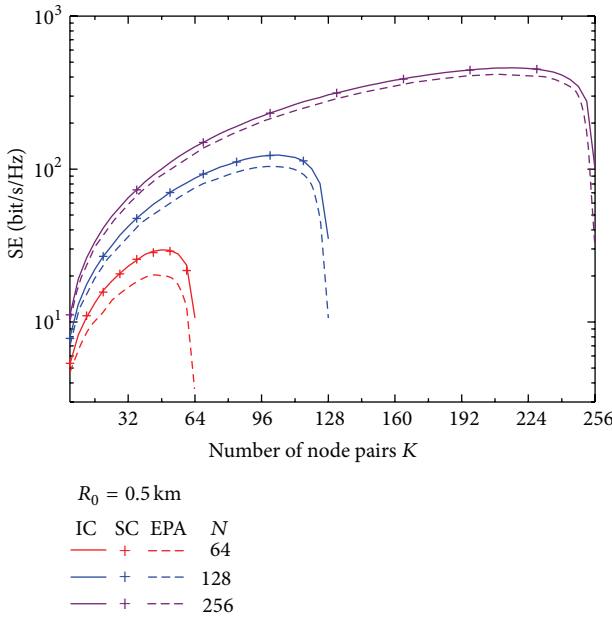 10³
10²
10¹
SE (bit/s/Hz)
32 64 96 128 160 192 224 256
Number of node pairs K
R₀ = 0.5 km
IC SC EPA N
64
128
256